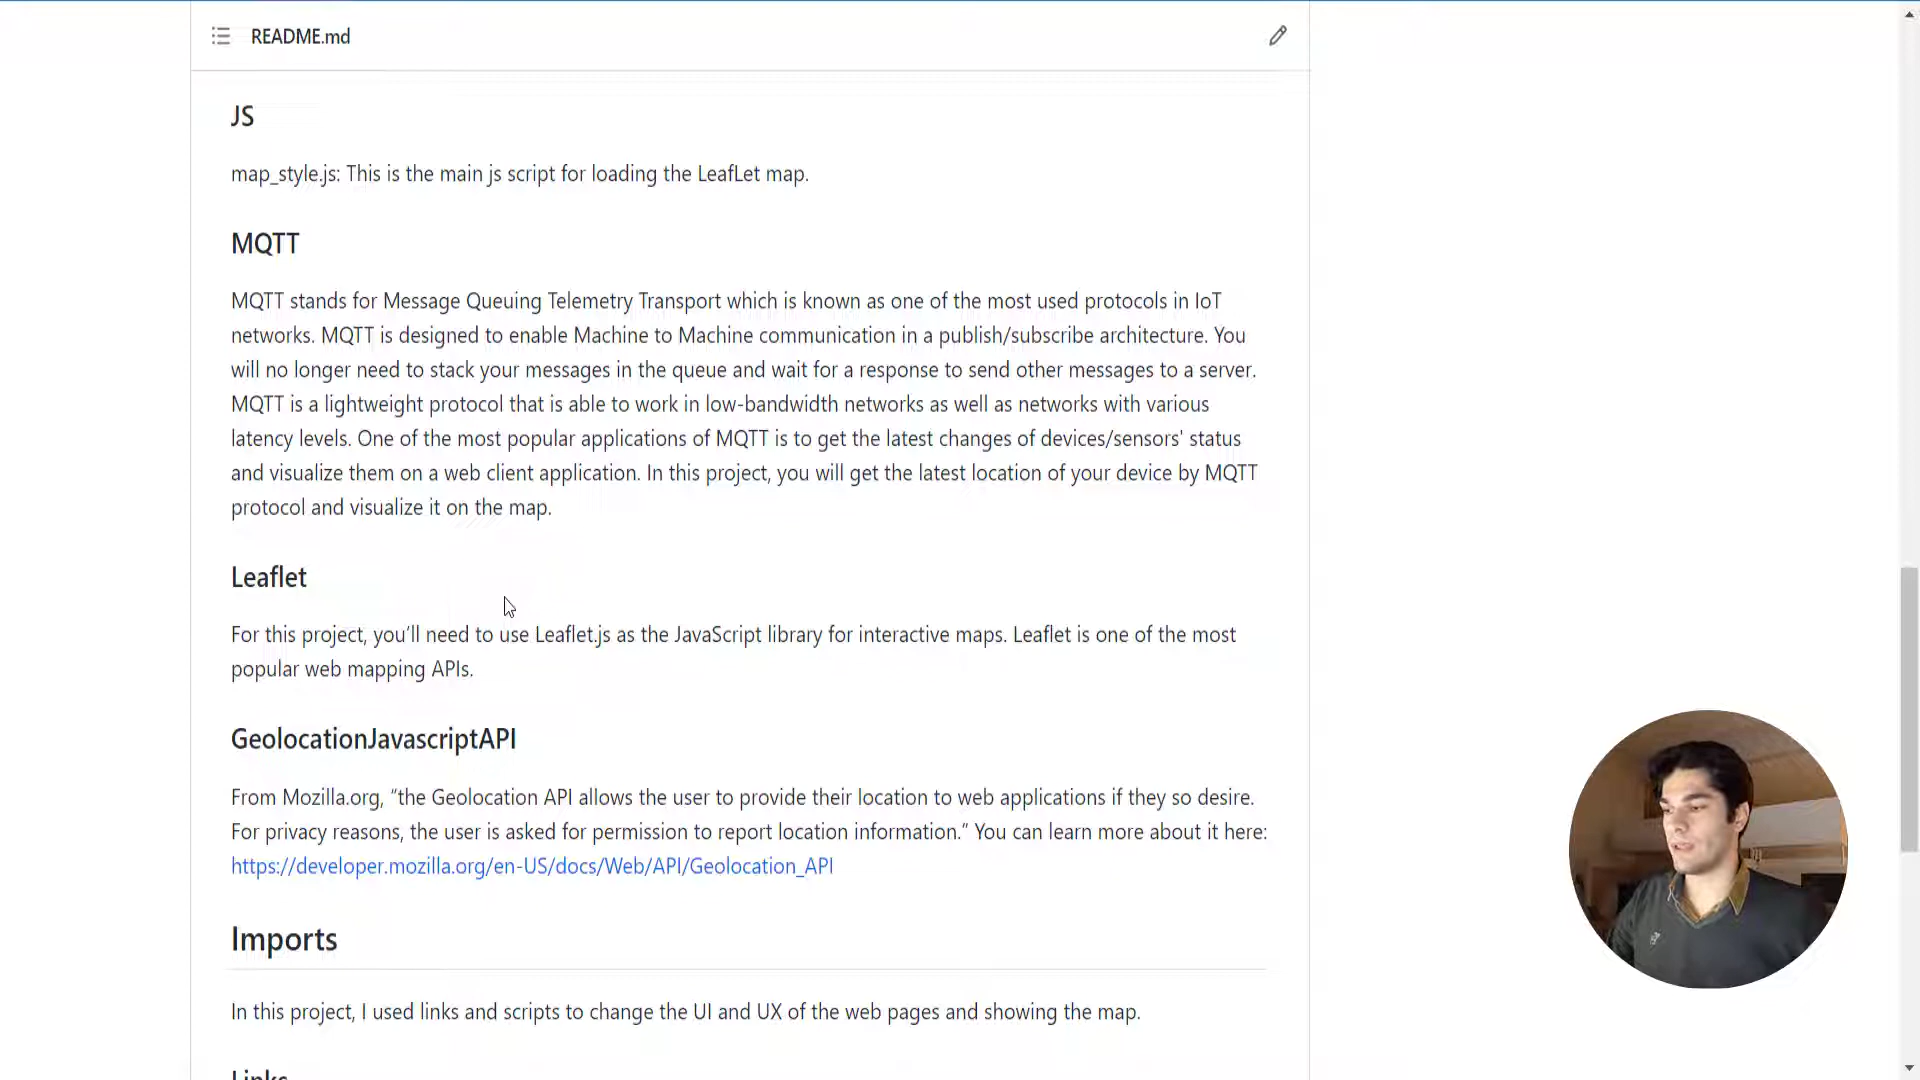 README.md
JS
map_style.js: This is the main js script for loading the LeafLet map.
MQTT
MQTT stands for Message Queuing Telemetry Transport which is known as one of the most used protocols in IoT
networks. MQTT is designed to enable Machine to Machine communication in a publish/subscribe architecture. You
will no longer need to stack your messages in the queue and wait for a response to send other messages to a server.
MQTT is a lightweight protocol that is able to work in low-bandwidth networks as well as networks with various
latency levels. One of the most popular applications of MQTT is to get the latest changes of devices/sensors' status
and visualize them on a web client application. In this project, you will get the latest location of your device by MQTT
protocol and visualize it on the map.
Leaflet
For this project, you’ll need to use Leaflet.js as the JavaScript library for interactive maps. Leaflet is one of the most
popular web mapping APIs.
GeolocationJavascriptAPI
From Mozilla.org, “the Geolocation API allows the user to provide their location to web applications if they so desire.
For privacy reasons, the user is asked for permission to report location information.” You can learn more about it here:
https://developer.mozilla.org/en-US/docs/Web/API/Geolocation_API
Imports
In this project, I used links and scripts to change the UI and UX of the web pages and showing the map.
Links